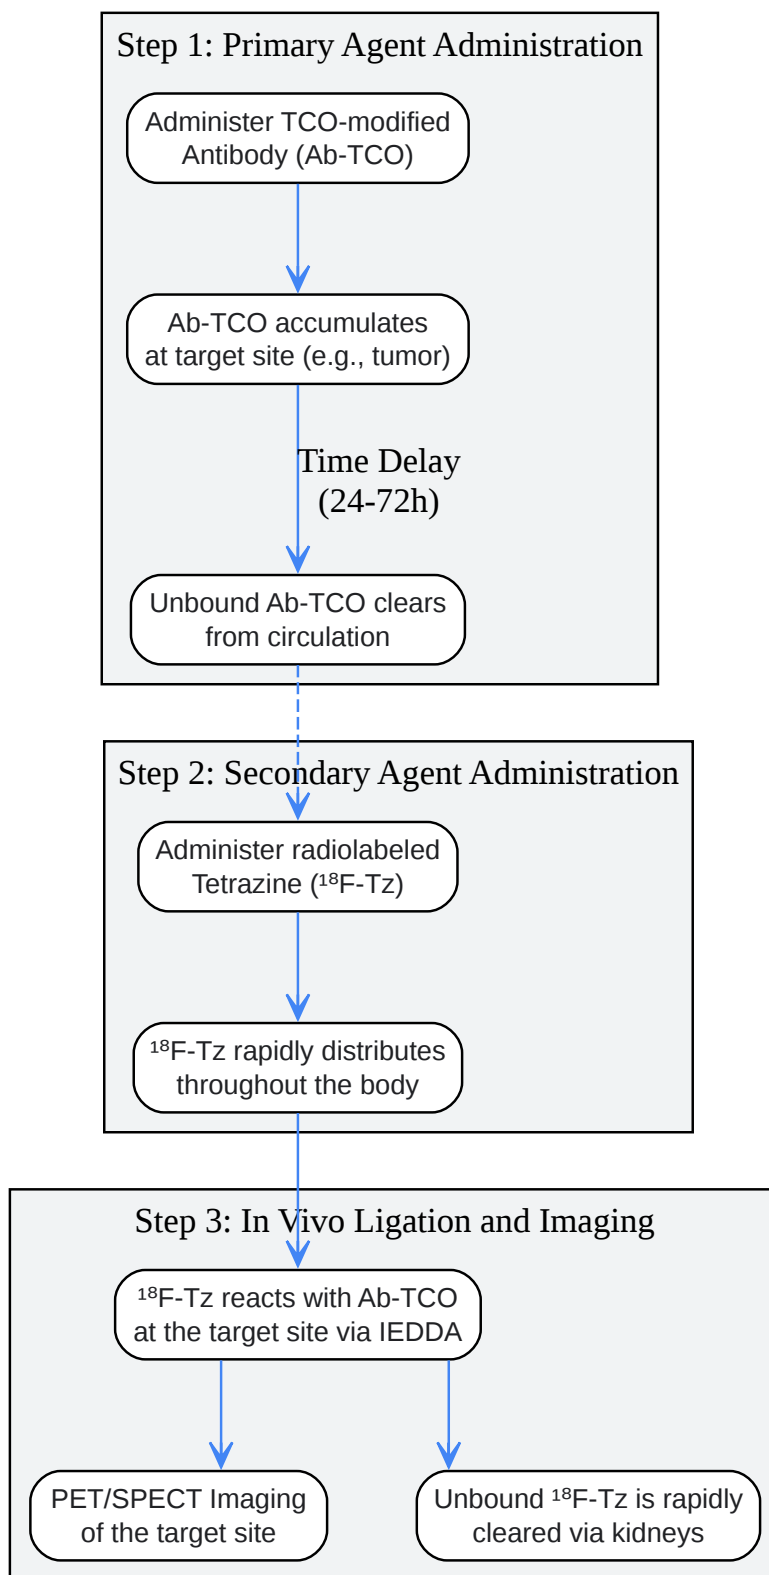 Step 1: Primary Agent Administration
Administer TCO-modified
Antibody (Ab-TCO)
Ab-TCO accumulates
at target site (e.g., tumor)
Time Delay
(24-72h)
Unbound Ab-TCO clears
from circulation
Step 2: Secondary Agent Administration
Administer radiolabeled
Tetrazine (¹⁸F-Tz)
¹⁸F-Tz rapidly distributes
throughout the body
Step 3: In Vivo Ligation and Imaging
¹⁸F-Tz reacts with Ab-TCO
at the target site via IEDDA
PET/SPECT Imaging
of the target site
Unbound ¹⁸F-Tz is rapidly
cleared via kidneys